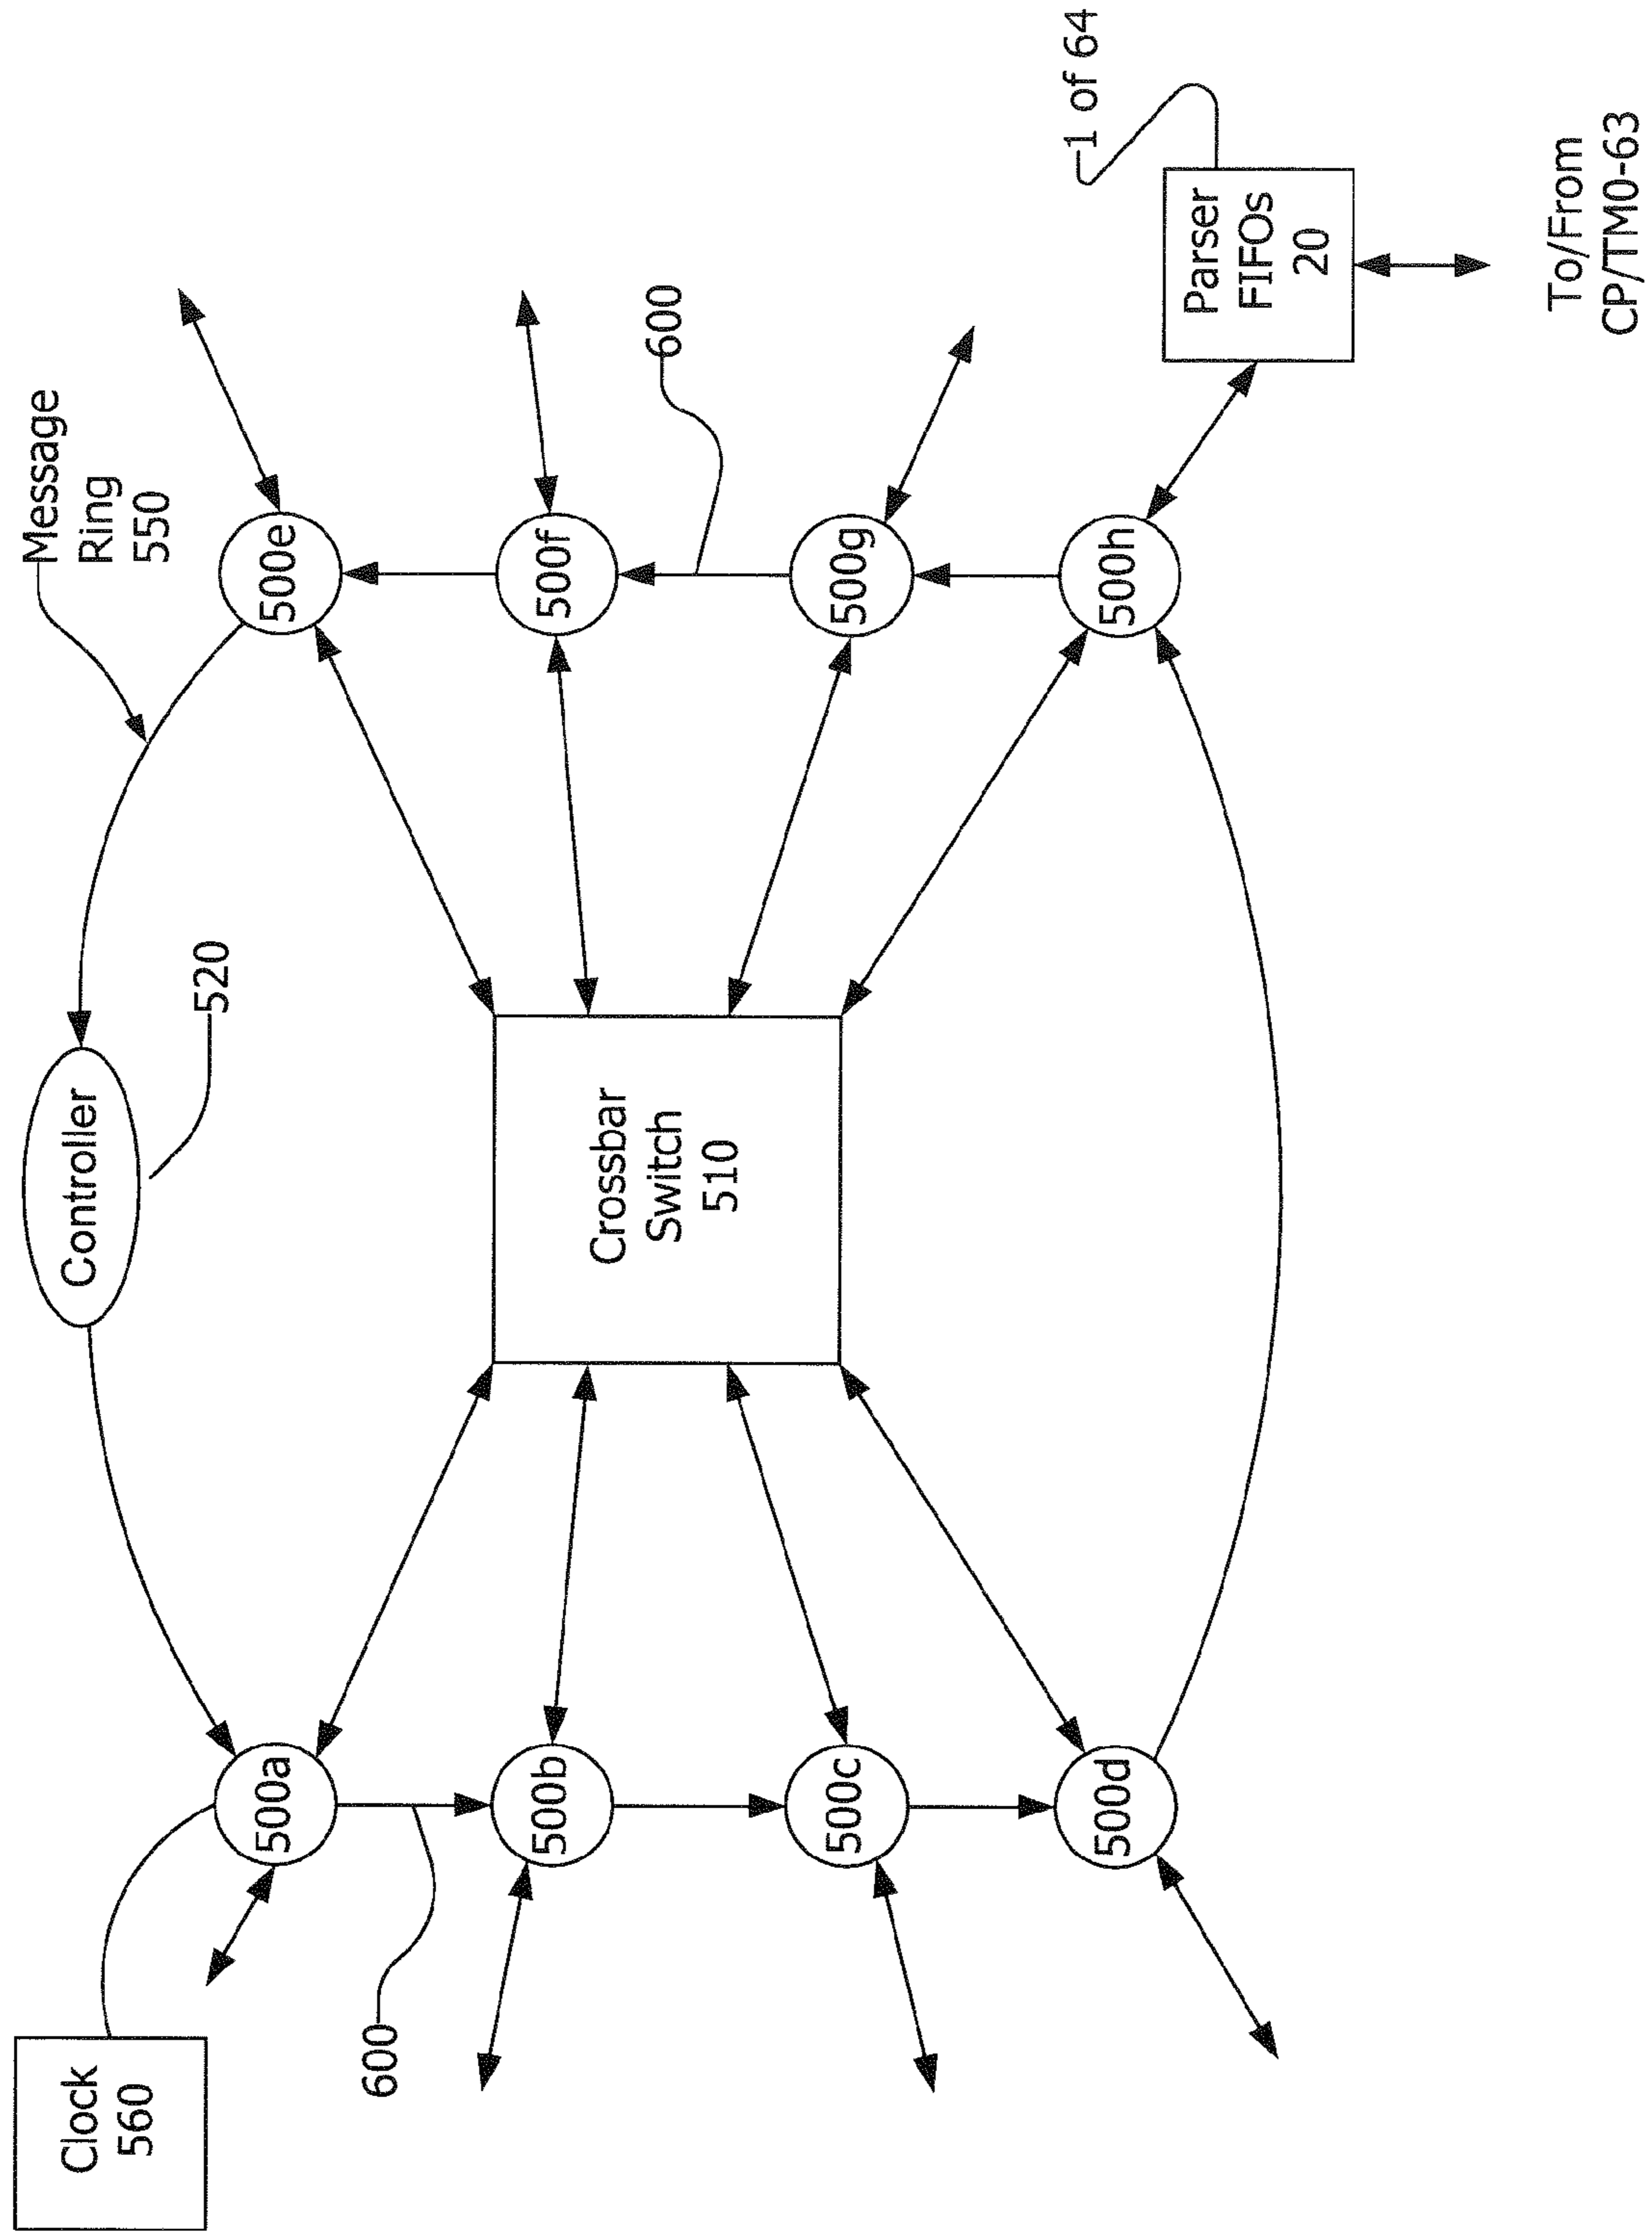 Clock
560
600
500a
500b
500c
500d
Controller
520
Crossbar
Switch
510
Message
Ring
550
500e
500f
500g
500h
600
1 of 64
Parser
FIFOs
20
To/From
CP/TM0-63